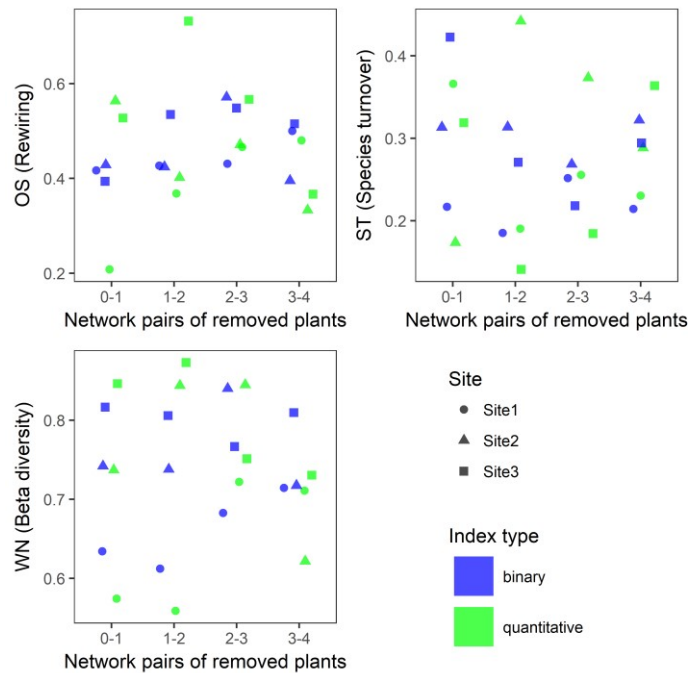 OS (Rewiring)
0.6
0.4
0.2
0-1 1-2 2-3 3-4
Network pairs of removed plants
ST (Species turnover)
0.4
0.3
0.2
0-1 1-2 2-3 3-4
Network pairs of removed plants
WN (Beta diversity)
0.8
0.7
0.6
0-1 1-2 2-3 3-4
Network pairs of removed plants
Site
Site1
Site2
Site3
Index type
binary
quantitative